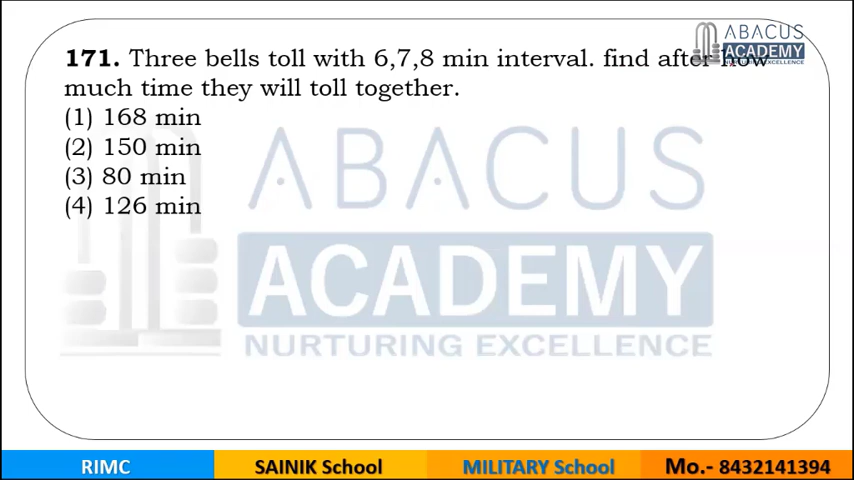 171. Three bells toll with 6,7,8 min interval. find after how
much time they will toll together.
(1) 168 min
(2) 150 min
(3) 80 min
(4) 126 min
ABACUS
ACADEMY
NURTURING EXCELLENCE
ABACUS
ACADEMY
NURTURING EXCELLENCE
RIMC
SAINIK School
MILITARY School
Mo.- 8432141394